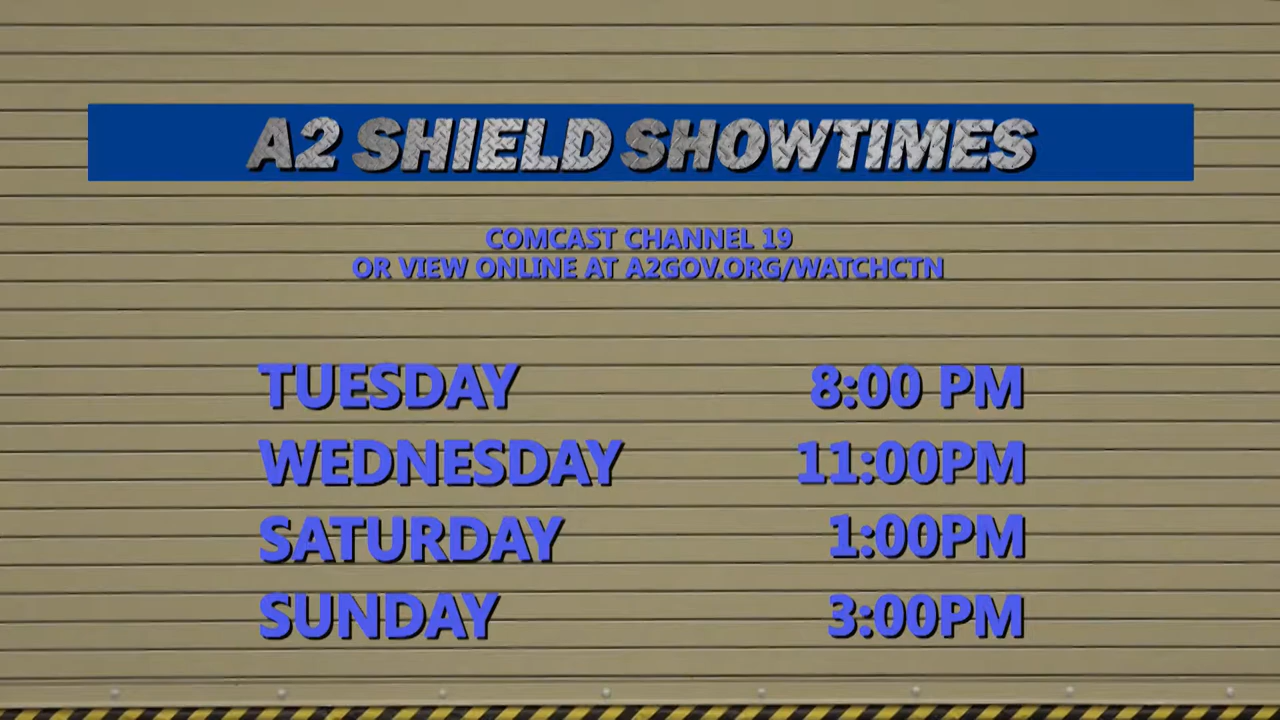 A2 SHIELD SHOWTIMES
COMCAST CHANNEL 19
OR VIEW ONLINE AT A2GOV.ORG/WATCHCTN
TUESDAY 8:00 PM
WEDNESDAY 11:00PM
SATURDAY 1:00PM
SUNDAY 3:00PM